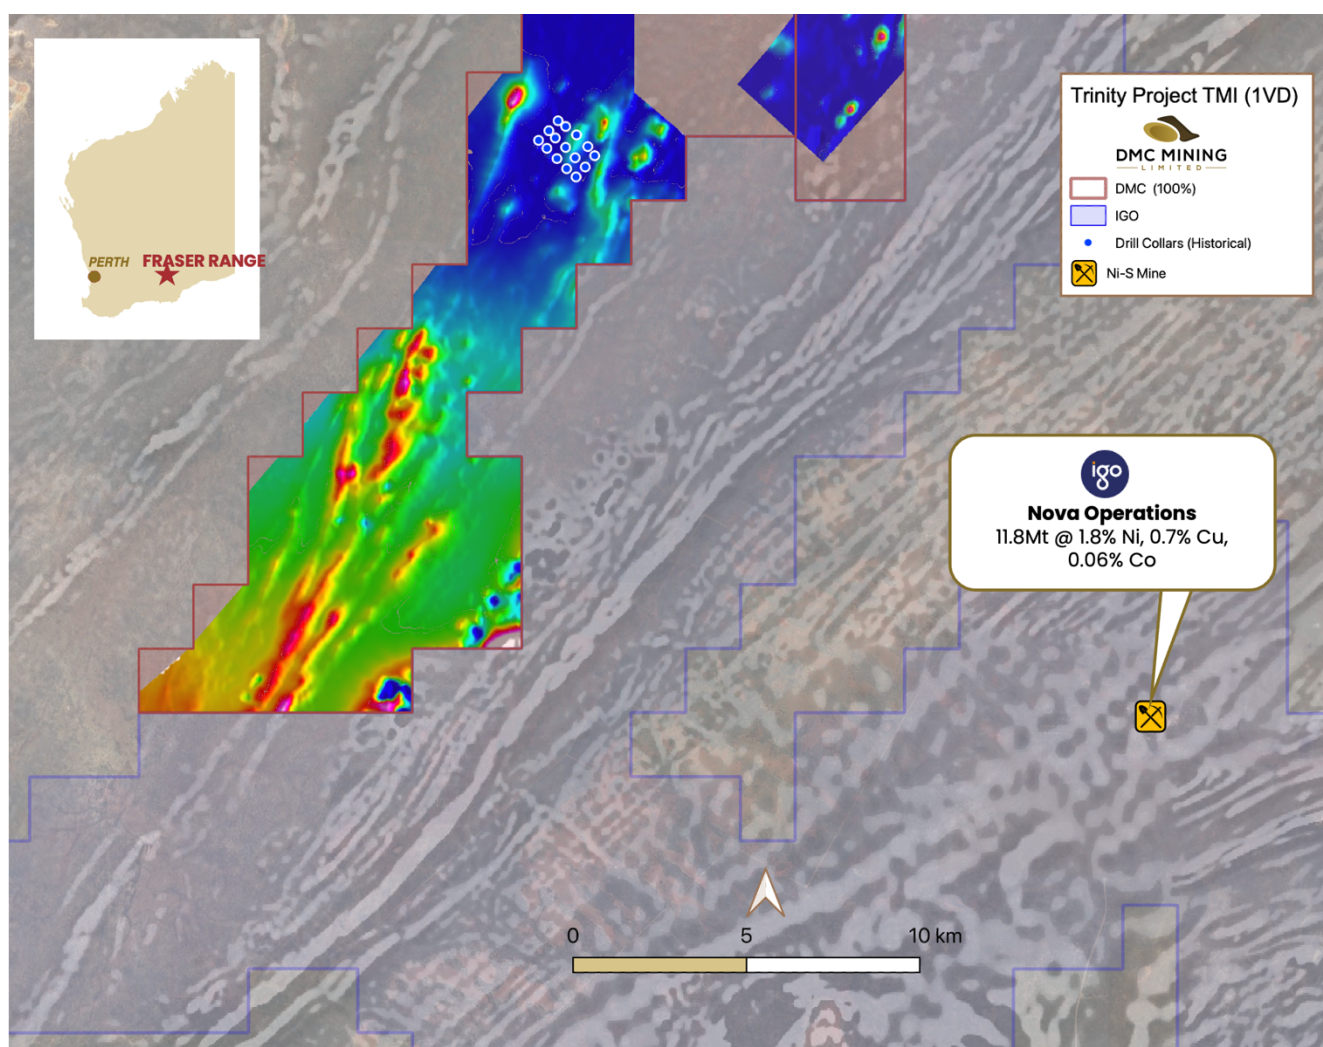 PERTH
FRASER RANGE
Trinity Project TMI (1VD)
DMC MINING
LIMITED
DMC (100%)
IGO
Drill Collars (Historical)
Ni-S Mine
igo
Nova Operations
11.8Mt @ 1.8% Ni, 0.7% Cu,
0.06% Co
0 5 10 km